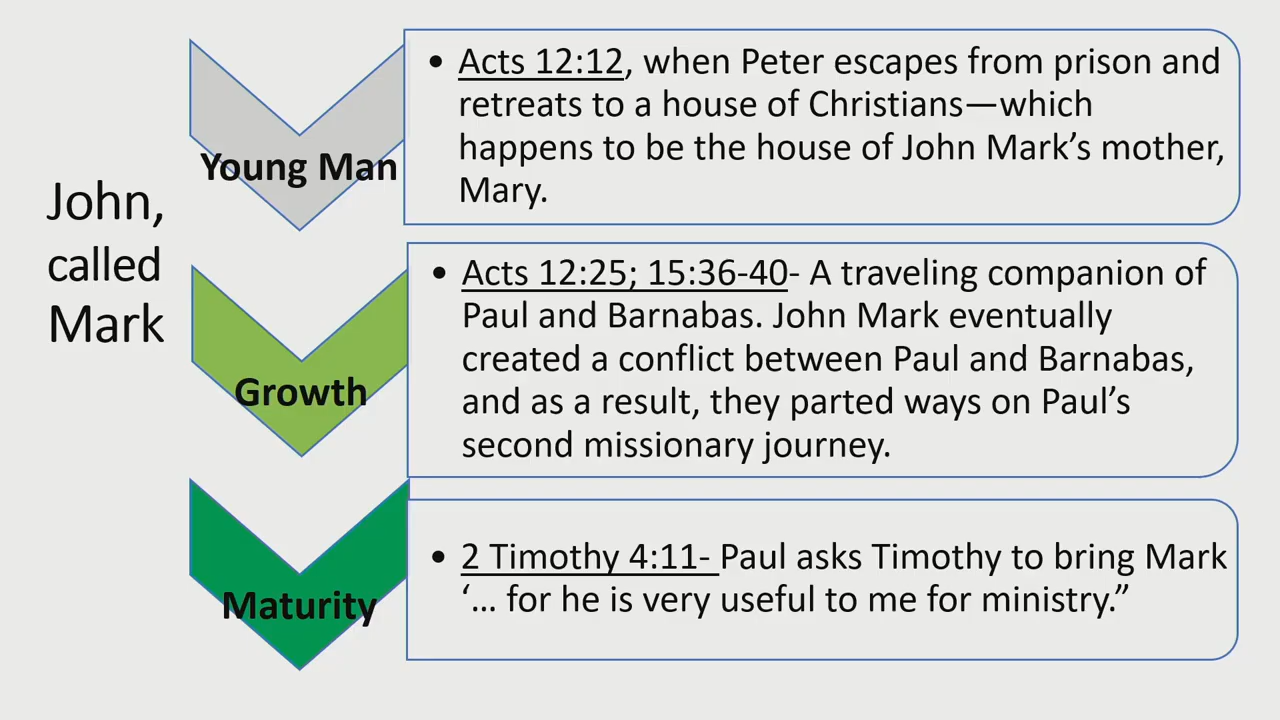 John,
called
Mark
Young Man
• Acts 12:12, when Peter escapes from prison and
retreats to a house of Christians—which
happens to be the house of John Mark’s mother,
Mary.
Growth
• Acts 12:25; 15:36-40- A traveling companion of
Paul and Barnabas. John Mark eventually
created a conflict between Paul and Barnabas,
and as a result, they parted ways on Paul’s
second missionary journey.
Maturity
• 2 Timothy 4:11- Paul asks Timothy to bring Mark
‘… for he is very useful to me for ministry.”